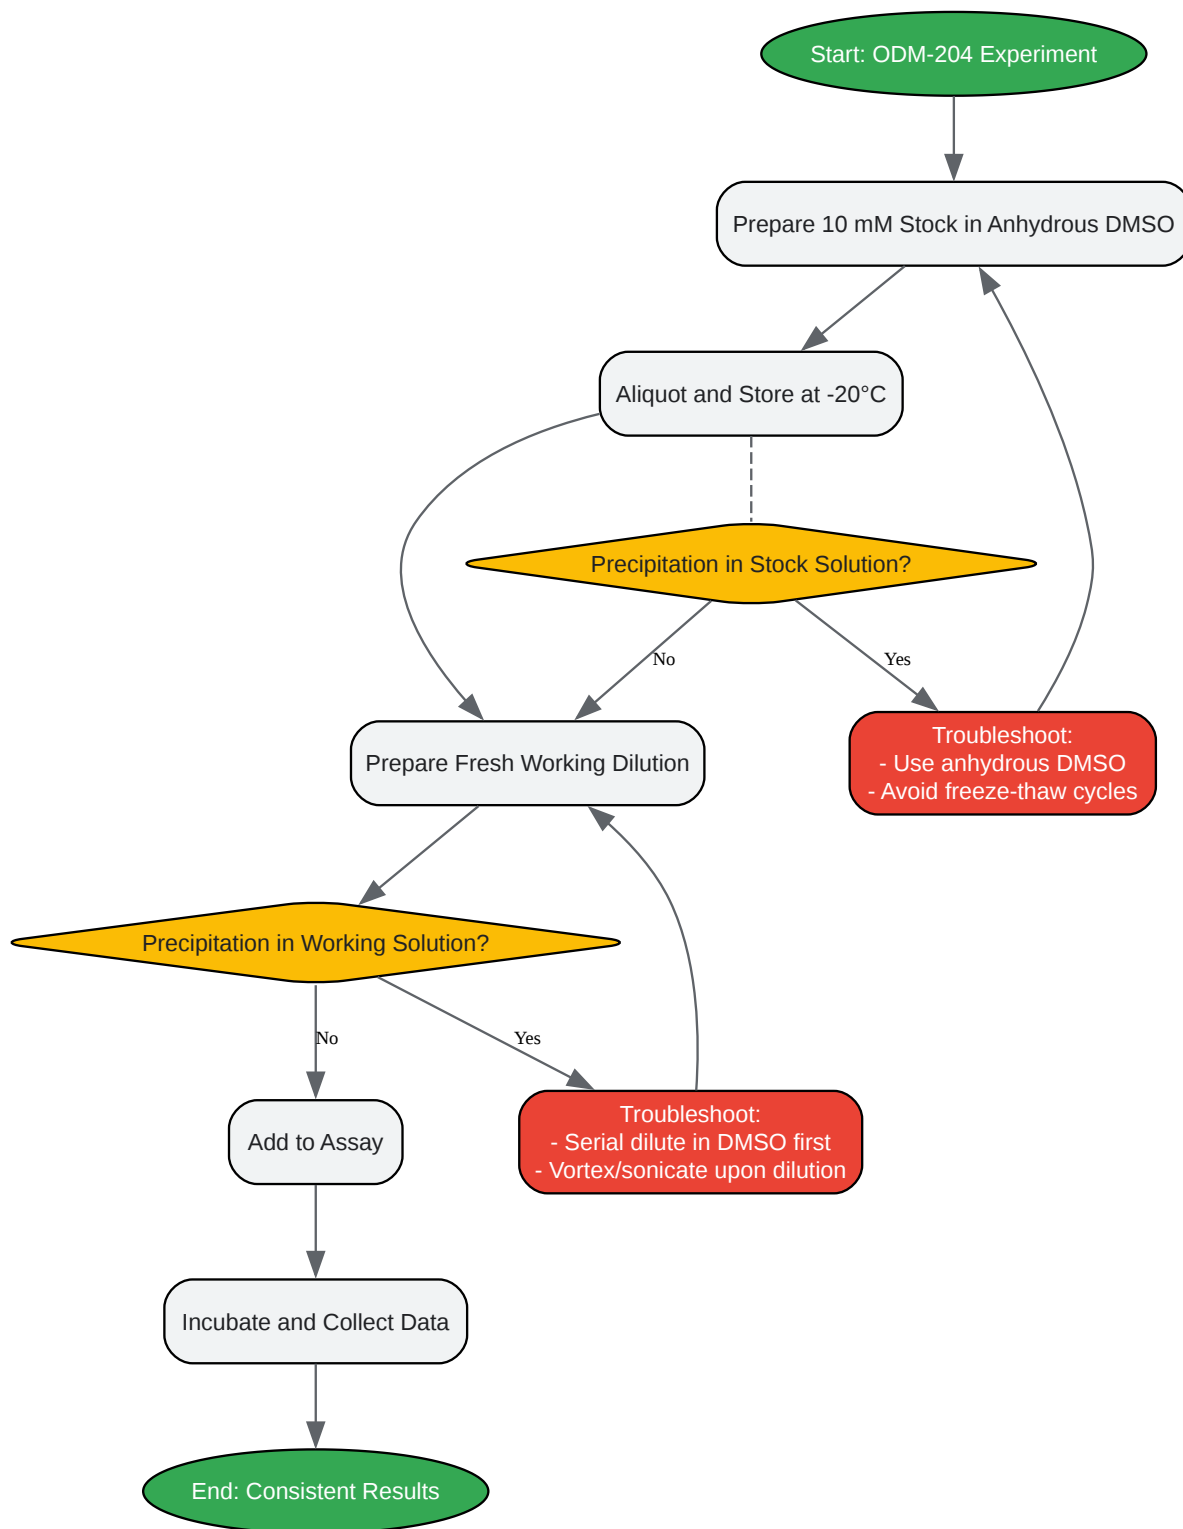 Start: ODM-204 Experiment
Prepare 10 mM Stock in Anhydrous DMSO
Aliquot and Store at -20°C
Precipitation in Stock Solution?
No
Yes
Prepare Fresh Working Dilution
Troubleshoot:
- Use anhydrous DMSO
- Avoid freeze-thaw cycles
Precipitation in Working Solution?
No
Yes
Add to Assay
Troubleshoot:
- Serial dilute in DMSO first
- Vortex/sonicate upon dilution
Incubate and Collect Data
End: Consistent Results